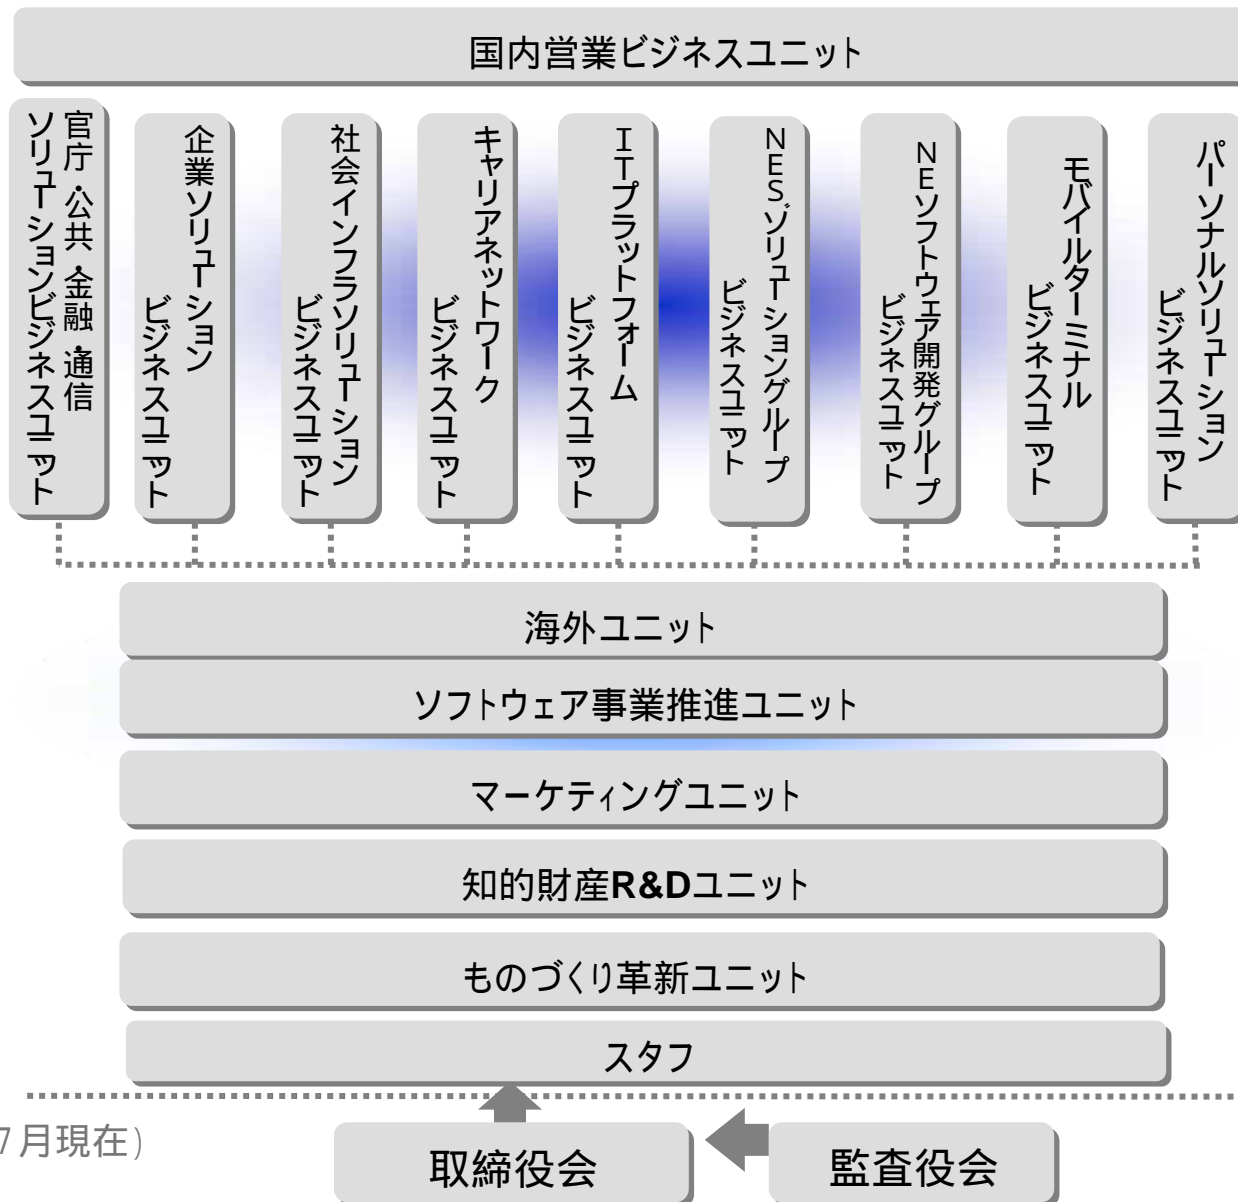 国内営業ビジネスユニット
官庁・公共・金融・通信
ソリューションビジネスユニット
企業ソリューション
ビジネスユニット
社会インフラソリューション
ビジネスユニット
キャリアネットワーク
ビジネスユニット
ITプラットフォーム
ビジネスユニット
NES、ソリューショングループ
ビジネスユニット
NEソフトウェア開発グループ
ビジネスユニット
モバイルターミナル
ビジネスユニット
パーソナルソリューション
ビジネスユニット
海外ユニット
ソフトウェア事業推進ユニット
マーケティングユニット
知的財産R&Dユニット
ものづくり革新ユニット
スタフ
7月現在)
取締役会
監査役会